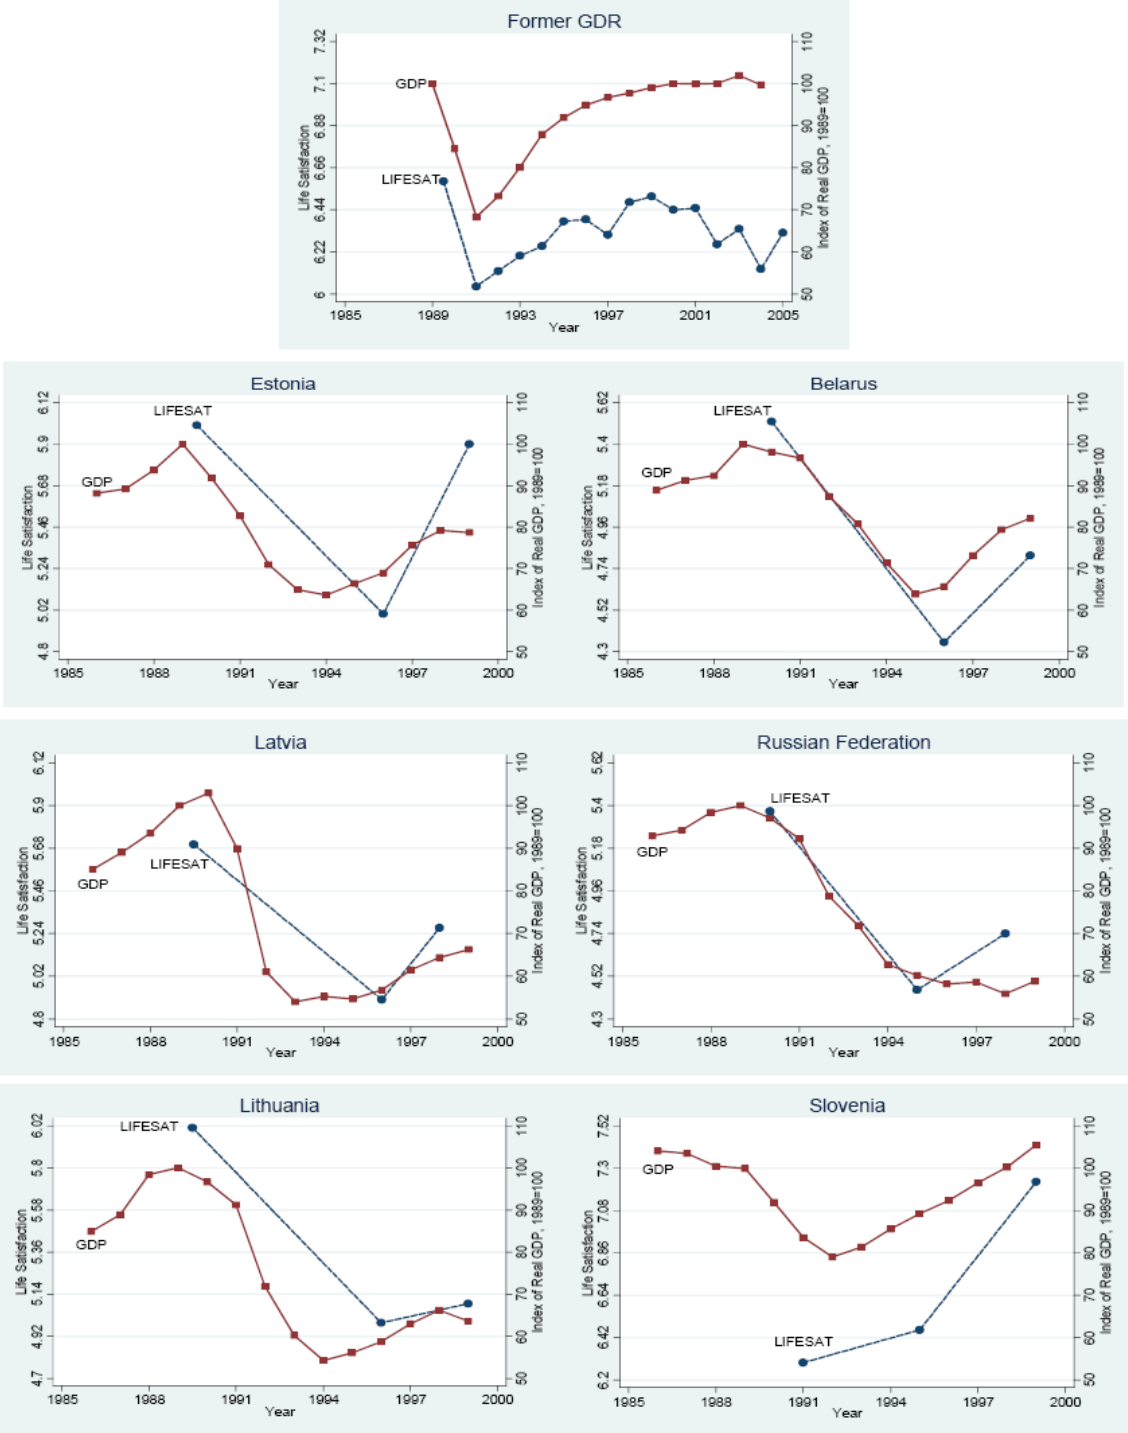 Former GDR
7.32
7.1
6.88
6.66
6.44
6.22
6
Life Satisfaction
GDP
LIFESAT
110
100
90
80
70
60
50
Index of Real GDP, 1989=100
1985 1989 1993 1997 2001 2005
Year
Estonia
6.12
5.9
5.68
5.46
5.24
5.02
4.8
Life Satisfaction
LIFESAT
GDP
110
100
90
80
70
60
50
Index of Real GDP, 1989=100
1985 1988 1991 1994 1997 2000
Year
Belarus
5.62
5.4
5.18
4.96
4.74
4.52
4.3
Life Satisfaction
LIFESAT
GDP
110
100
90
80
70
60
50
Index of Real GDP, 1989=100
1985 1988 1991 1994 1997 2000
Year
Latvia
6.12
5.9
5.68
5.46
5.24
5.02
4.8
Life Satisfaction
LIFESAT
GDP
110
100
90
80
70
60
50
Index of Real GDP, 1989=100
1985 1988 1991 1994 1997 2000
Year
Russian Federation
5.62
5.4
5.18
4.96
4.74
4.52
4.3
Life Satisfaction
LIFESAT
GDP
110
100
90
80
70
60
50
Index of Real GDP, 1989=100
1985 1988 1991 1994 1997 2000
Year
Lithuania
6.02
5.8
5.58
5.36
5.14
4.92
4.7
Life Satisfaction
LIFESAT
GDP
110
100
90
80
70
60
50
Index of Real GDP, 1989=100
1985 1988 1991 1994 1997 2000
Year
Slovenia
7.52
7.3
7.08
6.86
6.64
6.42
6.2
Life Satisfaction
GDP
LIFESAT
110
100
90
80
70
60
50
Index of Real GDP, 1989=100
1985 1988 1991 1994 1997 2000
Year